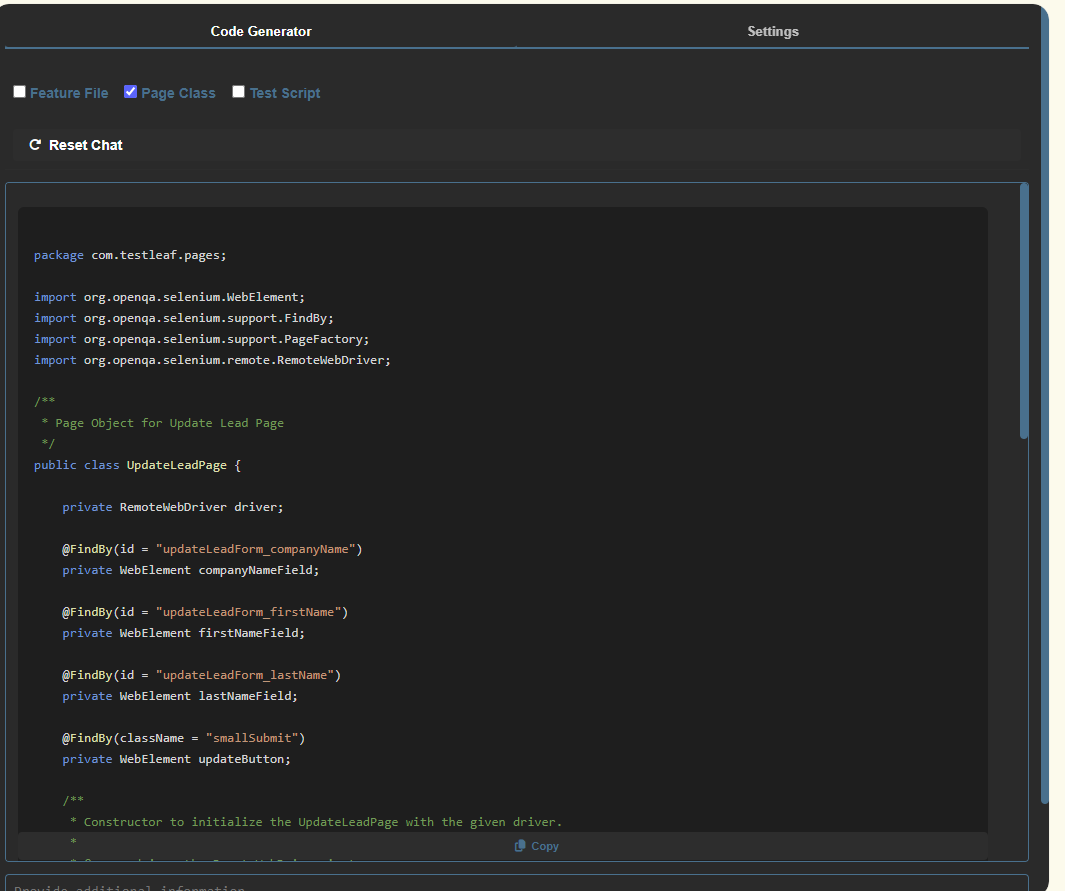 Code Generator Settings
Feature File Page Class Test Script
Reset Chat
package com.testleaf.pages;
import org.openqa.selenium.WebElement;
import org.openqa.selenium.support.FindBy;
import org.openqa.selenium.support.PageFactory;
import org.openqa.selenium.remote.RemoteWebDriver;
/**
 * Page Object for Update Lead Page
 */
public class UpdateLeadPage {
    private RemoteWebDriver driver;
    @FindBy(id = "updateLeadForm_companyName")
    private WebElement companyNameField;
    @FindBy(id = "updateLeadForm_firstName")
    private WebElement firstNameField;
    @FindBy(id = "updateLeadForm_lastName")
    private WebElement lastNameField;
    @FindBy(className = "smallSubmit")
    private WebElement updateButton;
    /**
     * Constructor to initialize the UpdateLeadPage with the given driver.
     *
Copy
Provide additional information